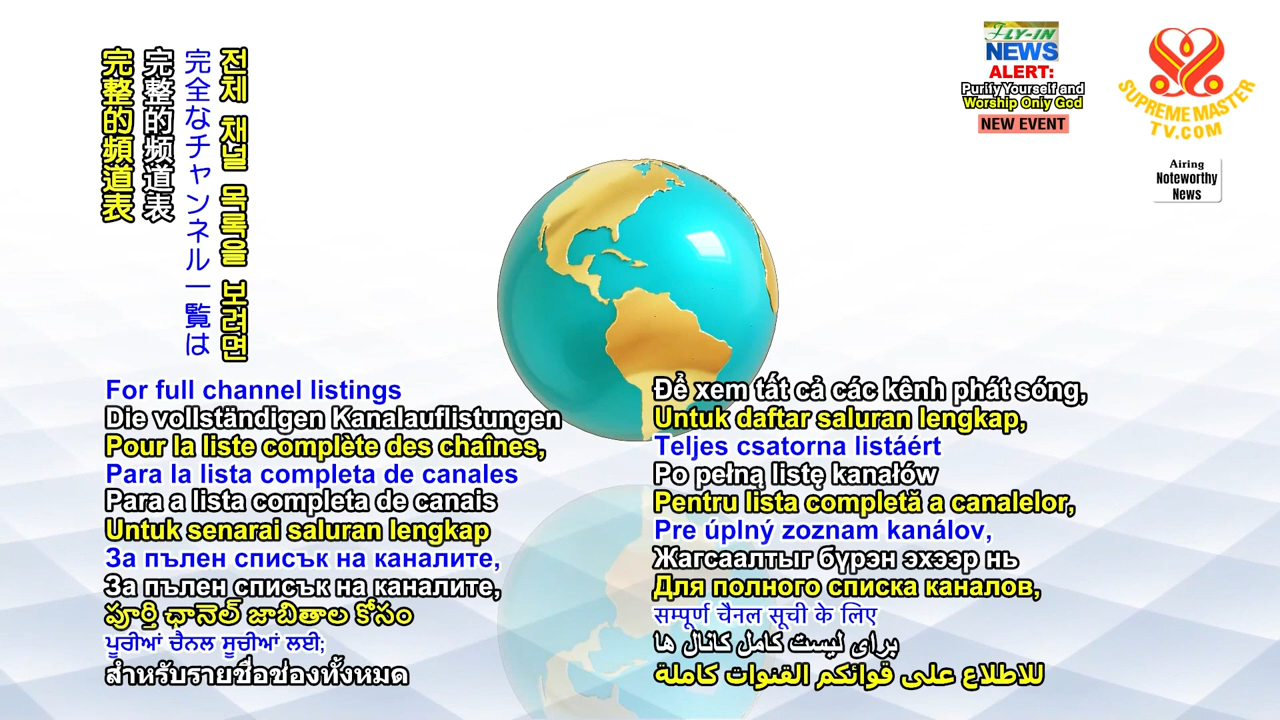 完整的頻道表
完整的频道表
完全なチャンネル一覧は
전체 채널 목록을 보려면
FLY-IN
NEWS
ALERT:
Purify Yourself and
Worship Only God
NEW EVENT
SUPREME MASTER
TV.COM
Airing
Noteworthy
News
For full channel listings
Die vollständigen Kanalauflistungen
Pour la liste complète des chaînes,
Para la lista completa de canales
Para a lista completa de canais
Untuk senarai saluran lengkap
За пълен списък на каналите,
За пълен списък на каналите,
పూర్తి ఛానెల్ జాబితాల కోసం
ਪੂਰੀਆਂ ਚੈਨਲ ਸੂਚੀਆਂ ਲਈ;
สำหรับรายชื่อช่องทั้งหมด
Để xem tất cả các kênh phát sóng,
Untuk daftar saluran lengkap,
Teljes csatorna listáért
Po pełną listę kanałów
Pentru lista completă a canalelor,
Pre úplný zoznam kanálov,
Жагсаалтыг бүрэн эхээр нь
Для полного списка каналов,
सम्पूर्ण चैनल सूची के लिए
برای لیست کامل کانال ها
للاطلاع على قوائكم القنوات كاملة